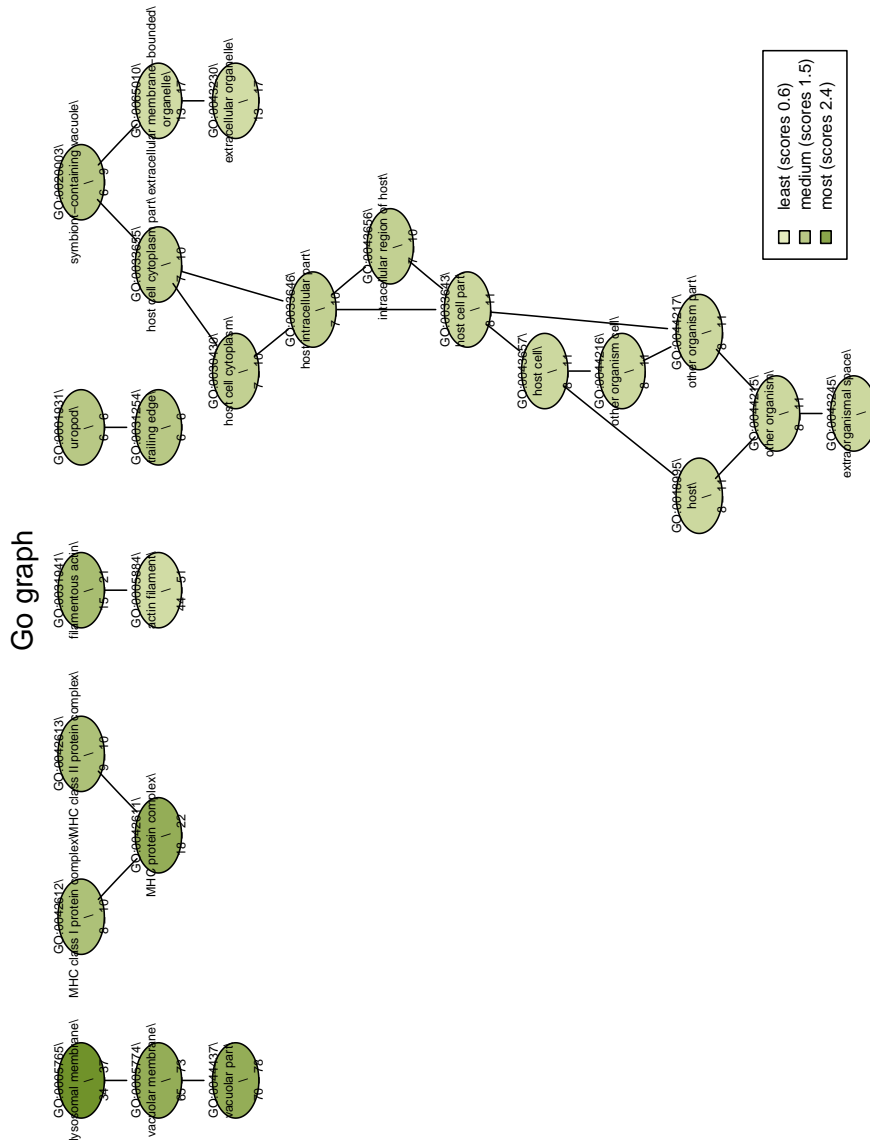 Go graph
GO:0020003\
symbiont−containing vacuole\
6 \ 9
GO:0033655\
host cell cytoplasm part\
7 \ 10
GO:0065010\
extracellular membrane−bounded\
organelle\
13 \ 17
GO:0043230\
extracellular organelle\
13 \ 17
GO:0030430\
host cell cytoplasm\
7 \ 10
GO:0033646\
host intracellular part\
7 \ 10
GO:0043656\
intracellular region of host\
7 \ 10
GO:0033643\
host cell part\
8 \ 11
GO:0043657\
host cell\
8 \ 11
GO:0044216\
other organism cell\
8 \ 11
GO:0044217\
other organism part\
8 \ 11
GO:0018995\
host\
8 \ 11
GO:0044215\
other organism\
8 \ 11
GO:0043245\
extraorganismal space\
8 \ 11
GO:0001931\
uropod\
6 \ 6
GO:0031254\
trailing edge\
6 \ 6
GO:0031941\
filamentous actin\
15 \ 21
GO:0005884\
actin filament\
44 \ 51
GO:0042612\
MHC class I protein complex\
8 \ 10
GO:0042613\
MHC class II protein complex\
9 \ 10
GO:0042611\
MHC protein complex\
18 \ 22
GO:0005765\
lysosomal membrane\
34 \ 37
GO:0005774\
vacuolar membrane\
65 \ 73
GO:0044437\
vacuolar part\
70 \ 78
least (scores 0.6)
medium (scores 1.5)
most (scores 2.4)